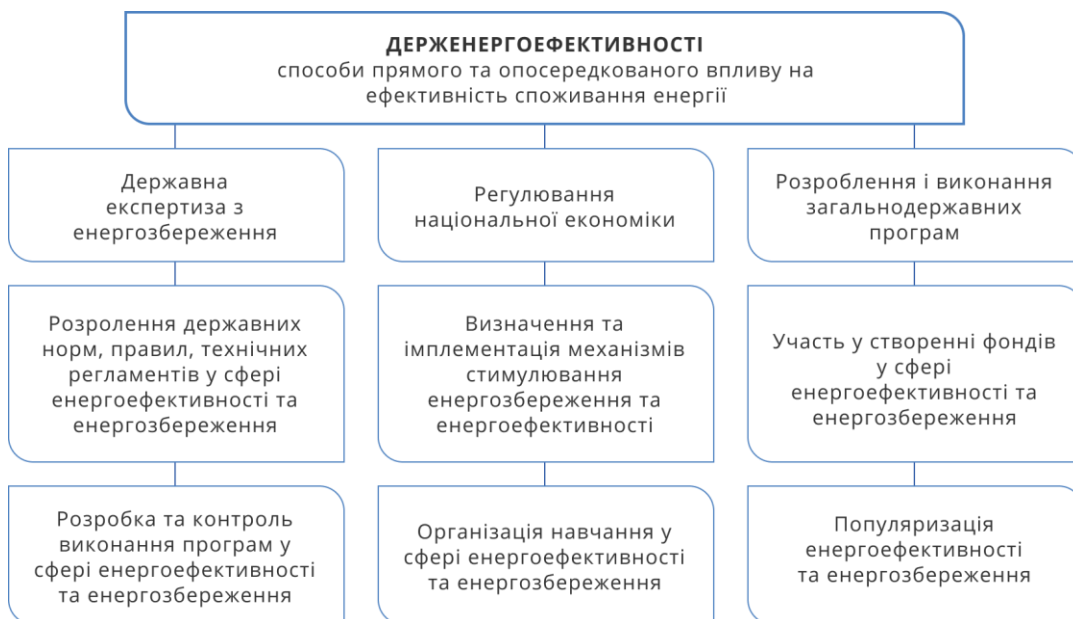 ДЕРЖЕНЕРГОЕФЕКТИВНОСТІ
способи прямого та опосередкованого впливу на
ефективність споживання енергії
Державна
експертиза з
енергозбереження
Регулювання
національної економіки
Розроблення і виконання
загальнодержавних
програм
Розролення державних
норм, правил, технічних
регламентів у сфері
енергоефективності та
енергозбереження
Визначення та
імплементація механізмів
стимулювання
енергозбереження та
енергоефективності
Участь у створенні фондів
у сфері
енергоефективності та
енергозбереження
Розробка та контроль
виконання програм у
сфері енергоефективності
та енергозбереження
Організація навчання у
сфері енергоефективності
та енергозбереження
Популяризація
енергоефективності
та енергозбереження